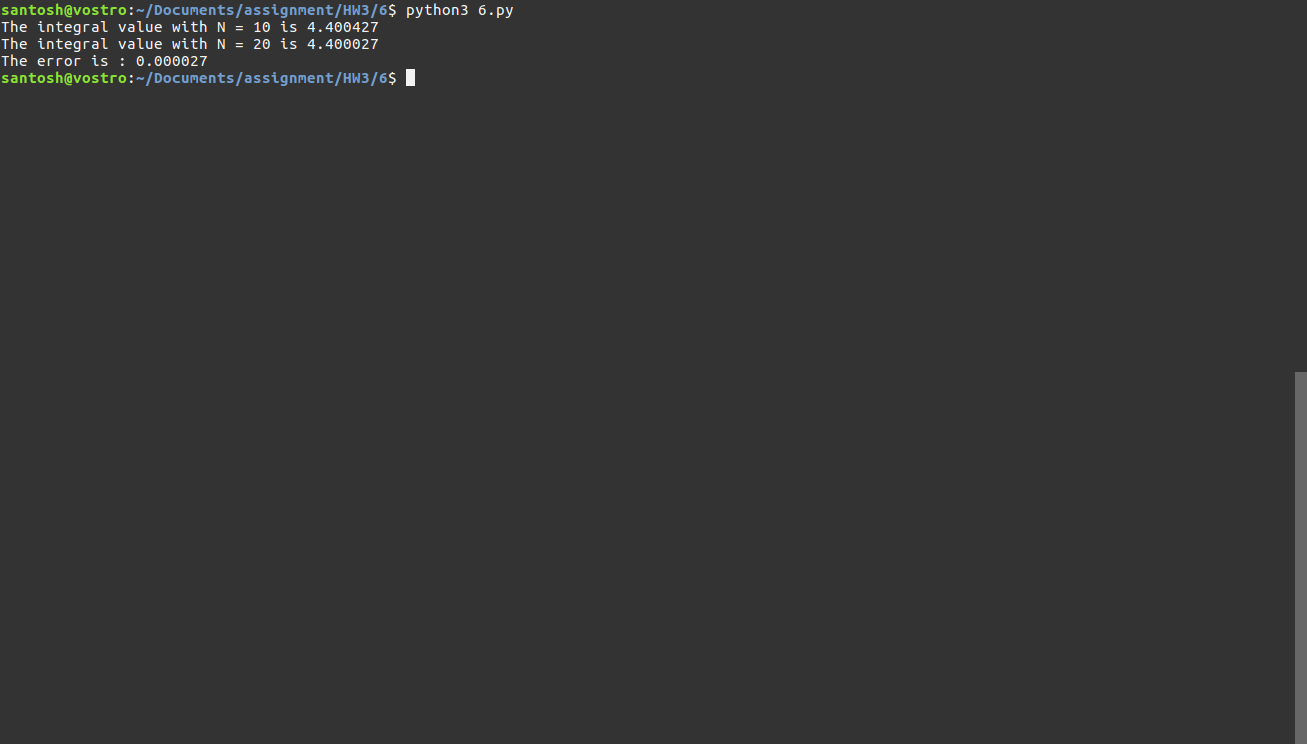 santosh@vostro:~/Documents/assignment/HW3/6$ python3 6.py
The integral value with N = 10 is 4.400427
The integral value with N = 20 is 4.400027
The error is : 0.000027
santosh@vostro:~/Documents/assignment/HW3/6$